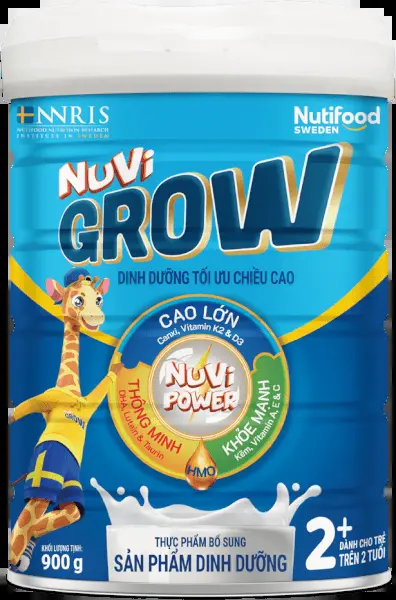 NNRIS
NUTIFOOD NUTRITION RESEARCH
INSTITUTE IN SWEDEN
Nutifood
SWEDEN
NUVi
GROW
DINH DƯỠNG TỐI ƯU CHIỀU CAO
CAO LỚN
Canxi, Vitamin K2 & D3
NUVi
POWER
THÔNG MINH
DHA, Lutein & Taurin
KHỎE MẠNH
Kẽm, Vitamin A, E & C
HMO
KHỐI LƯỢNG TỊNH:
900 g
THỰC PHẨM BỔ SUNG
SẢN PHẨM DINH DƯỠNG
2+
DÀNH CHO TRẺ
TRÊN 2 TUỔI